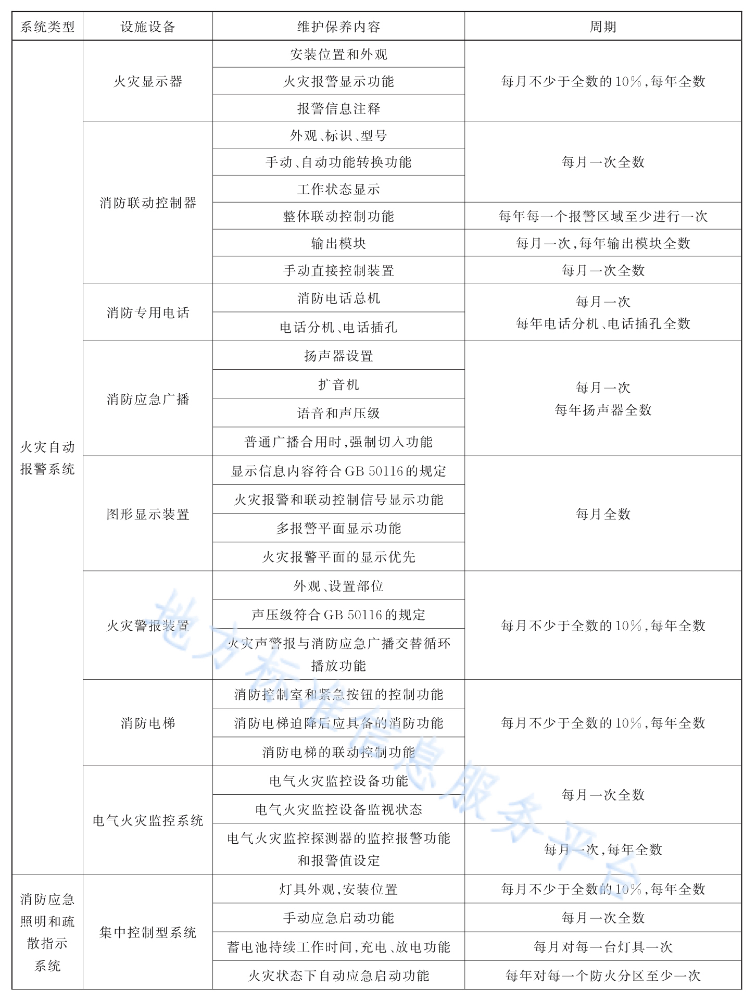 系统类型 设施设备 维护保养内容 周期
火灾自动
报警系统
火灾显示器
安装位置和外观
火灾报警显示功能
报警信息注释
每月不少于全数的10%,每年全数
消防联动控制器
外观、标识、型号
手动、自动功能转换功能
工作状态显示
每月一次全数
整体联动控制功能 每年每一个报警区域至少进行一次
输出模块 每月一次,每年输出模块全数
手动直接控制装置 每月一次全数
消防专用电话
消防电话总机
电话分机、电话插孔
每月一次
每年电话分机、电话插孔全数
消防应急广播
扬声器设置
扩音机
语音和声压级
普通广播合用时,强制切入功能
每月一次
每年扬声器全数
图形显示装置
显示信息内容符合GB 50116的规定
火灾报警和联动控制信号显示功能
多报警平面显示功能
火灾报警平面的显示优先
每月全数
火灾警报装置
外观、设置部位
声压级符合GB 50116的规定
火灾声警报与消防应急广播交替循环
播放功能
每月不少于全数的10%,每年全数
消防电梯
消防控制室和紧急按钮的控制功能
消防电梯迫降后应具备的消防功能
消防电梯的联动控制功能
每月不少于全数的10%,每年全数
电气火灾监控系统
电气火灾监控设备功能
电气火灾监控设备监视状态
每月一次全数
电气火灾监控探测器的监控报警功能
和报警值设定
每月一次,每年全数
消防应急
照明和疏
散指示
系统
集中控制型系统
灯具外观,安装位置 每月不少于全数的10%,每年全数
手动应急启动功能 每月一次全数
蓄电池持续工作时间,充电、放电功能 每月对每一台灯具一次
火灾状态下自动应急启动功能 每年对每一个防火分区至少一次
地方标准信息服务平台